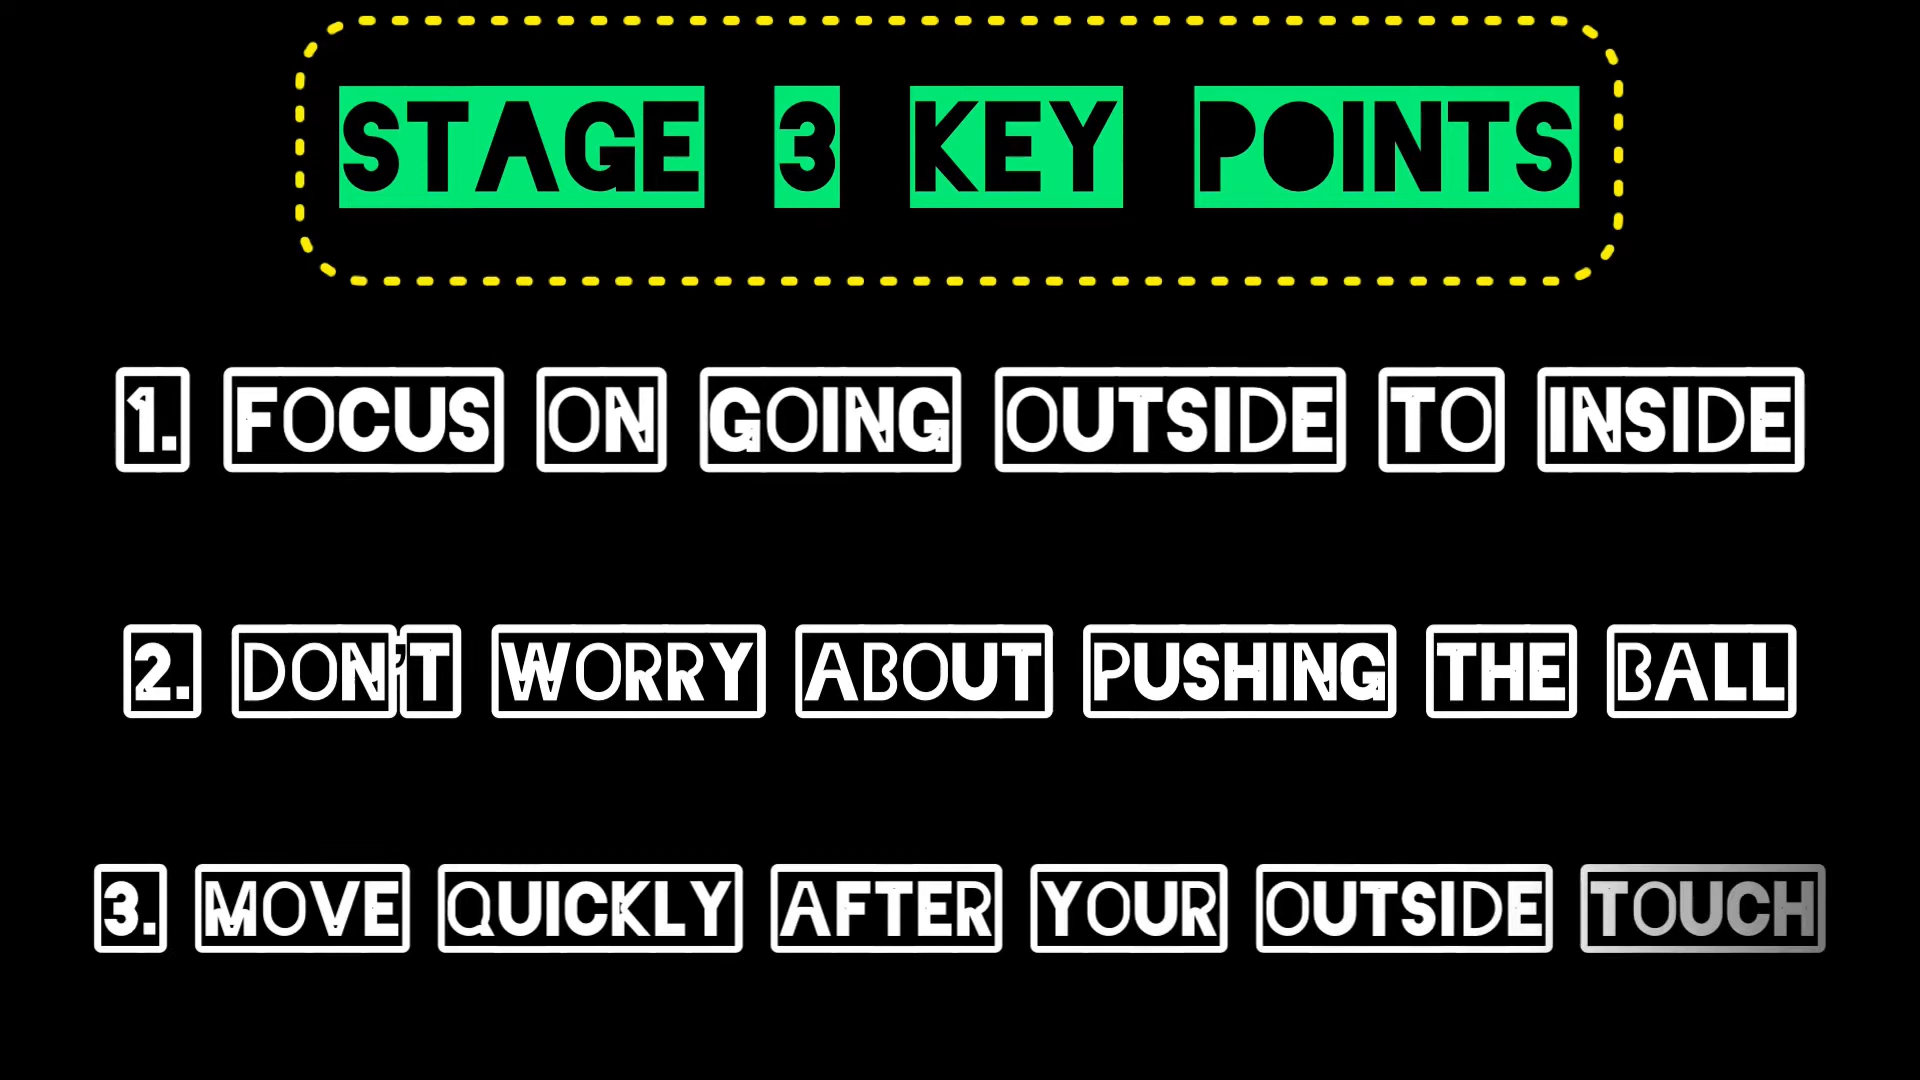 STAGE 3 KEY POINTS
1. FOCUS ON GOING OUTSIDE TO INSIDE
2. DON'T WORRY ABOUT PUSHING THE BALL
3. MOVE QUICKLY AFTER YOUR OUTSIDE TOUCH